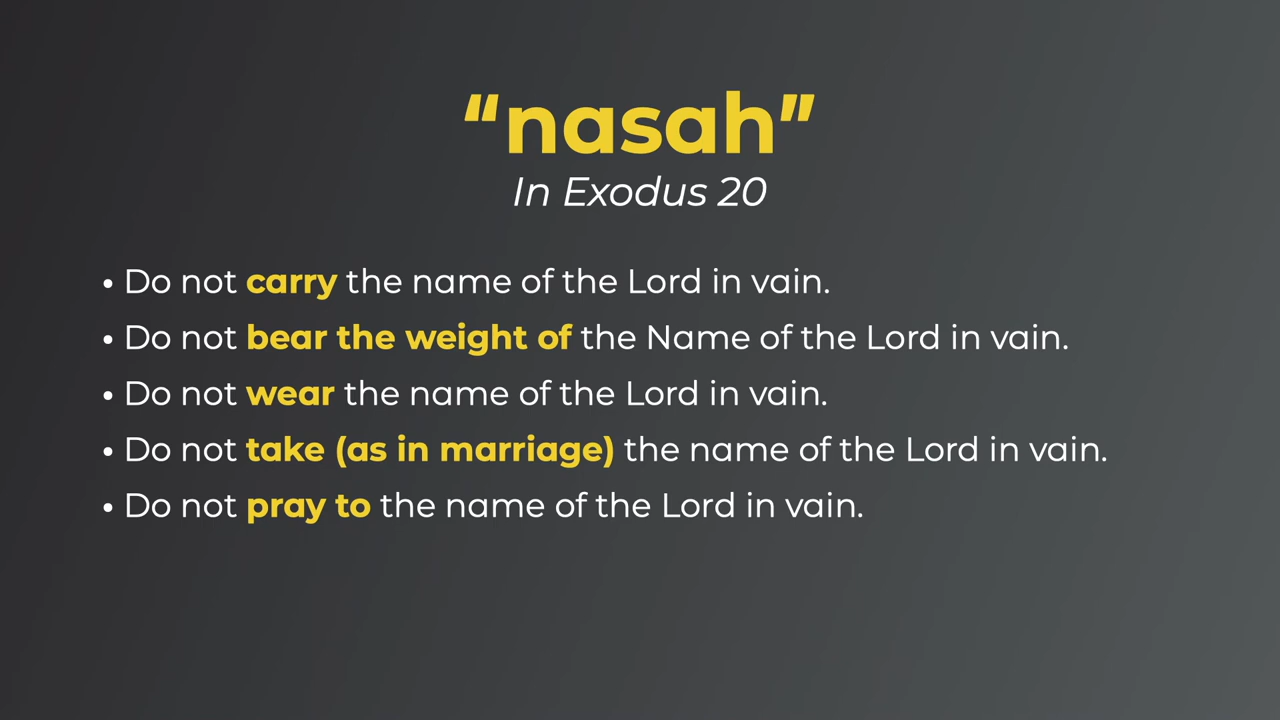 “nasah”
In Exodus 20
• Do not carry the name of the Lord in vain.
• Do not bear the weight of the Name of the Lord in vain.
• Do not wear the name of the Lord in vain.
• Do not take (as in marriage) the name of the Lord in vain.
• Do not pray to the name of the Lord in vain.